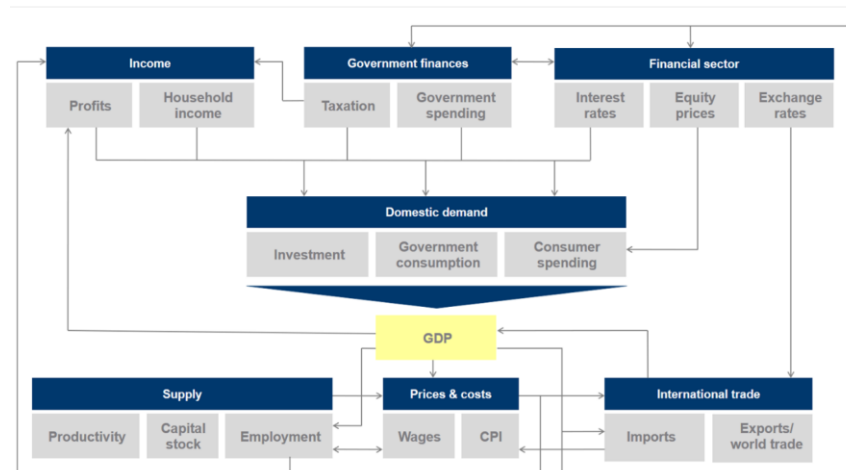 Income
Government finances
Financial sector
Profits
Household
income
Taxation
Government
spending
Interest
rates
Equity
prices
Exchange
rates
Domestic demand
Investment
Government
consumption
Consumer
spending
GDP
Supply
Prices & costs
International trade
Productivity
Capital
stock
Employment
Wages
CPI
Imports
Exports/
world trade